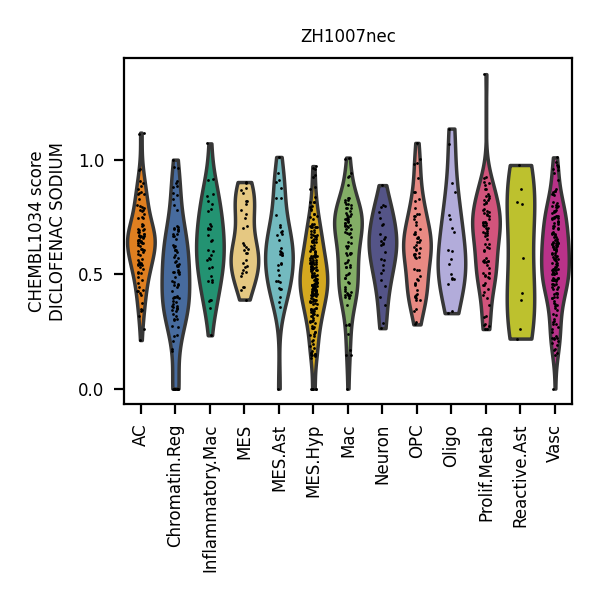 ZH1007nec
CHEMBL1034 score
DICLOFENAC SODIUM
1.0
0.5
0.0
AC
Chromatin.Reg
Inflammatory.Mac
MES
MES.Ast
MES.Hyp
Mac
Neuron
OPC
Oligo
Prolif.Metab
Reactive.Ast
Vasc